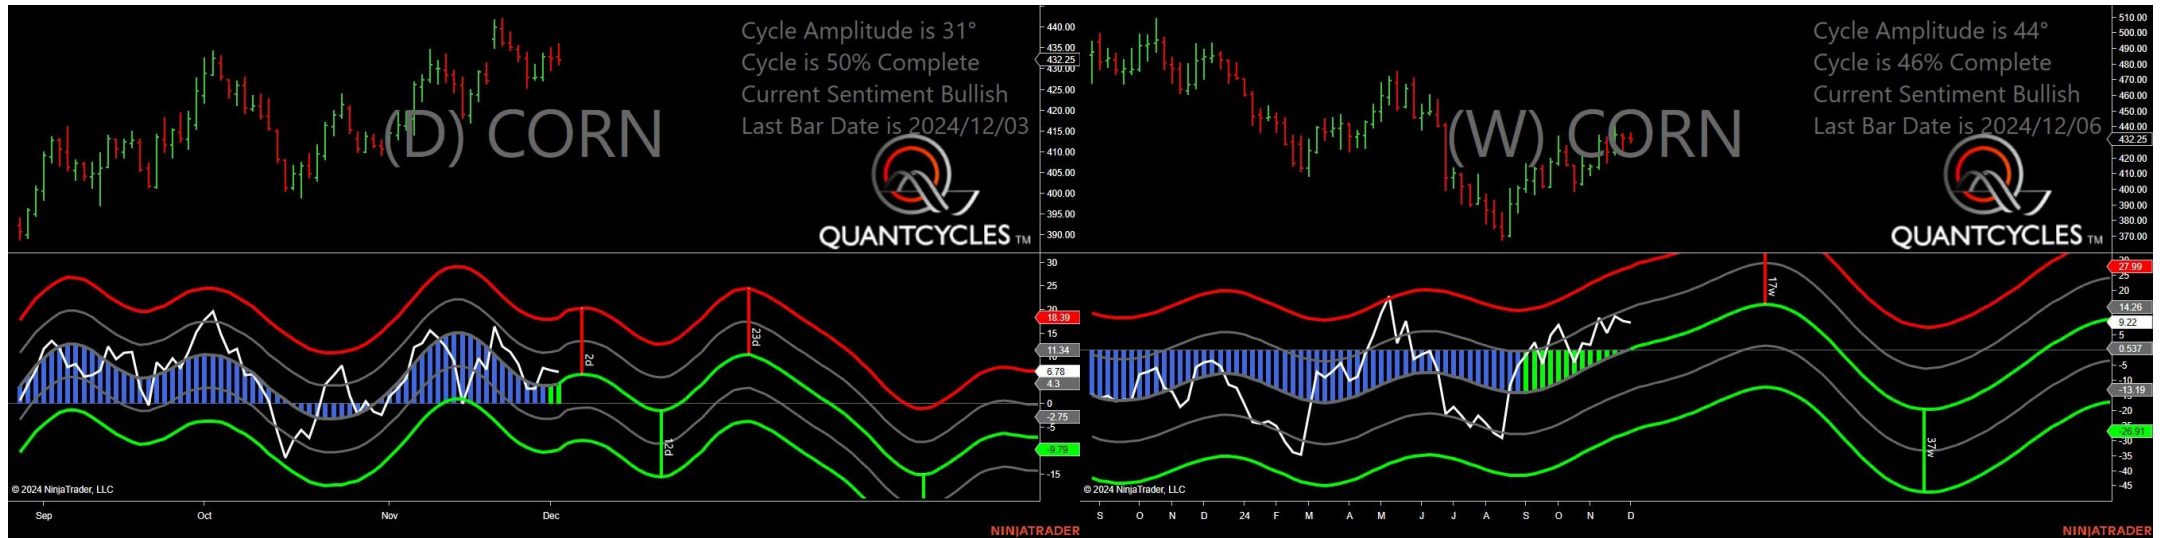 Cycle Amplitude is 31°
Cycle is 50% Complete
Current Sentiment Bullish
Last Bar Date is 2024/12/03
(D) CORN
QUANTCYCLES TM
440.00
435.00
432.25
430.00
425.00
420.00
415.00
410.00
405.00
400.00
395.00
390.00
30
25
20
18.39
15
11.34
10
6.78
4.3
0
-2.75
-5
-9.79
-15
2d
12d
23d
© 2024 NinjaTrader, LLC
Sep Oct Nov Dec
NINJATRADER
Cycle Amplitude is 44°
Cycle is 46% Complete
Current Sentiment Bullish
Last Bar Date is 2024/12/06
(W) CORN
QUANTCYCLES TM
510.00
500.00
490.00
480.00
470.00
460.00
450.00
440.00
432.25
420.00
410.00
400.00
390.00
380.00
370.00
27.99
25
20
14.26
9.22
5
0.537
-5
-10
-13.19
-20
-26.91
-30
-35
-40
-45
17w
37w
© 2024 NinjaTrader, LLC
S O N D 24 F M A M J J A S O N D
NINJATRADER